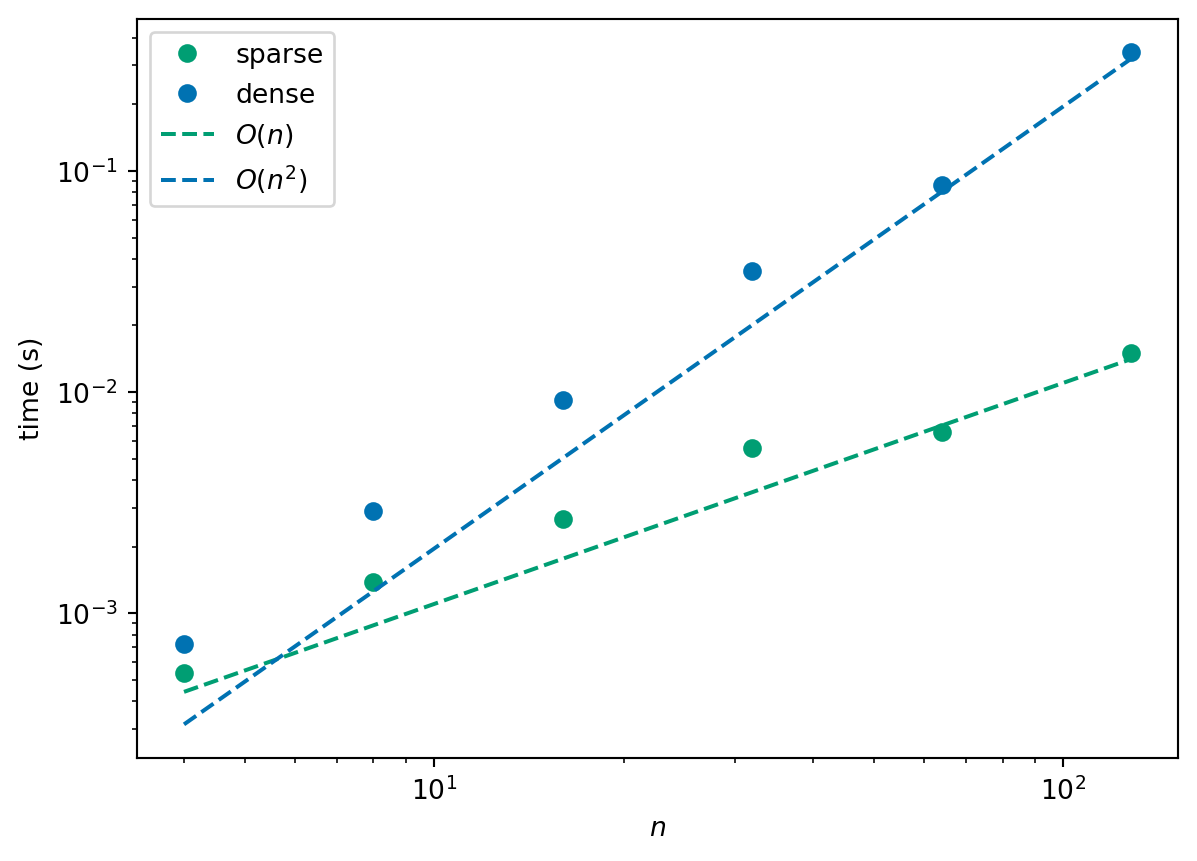 sparse
dense
O(n)
O(n²)
10⁻¹
10⁻²
10⁻³
time (s)
10¹
10²
n